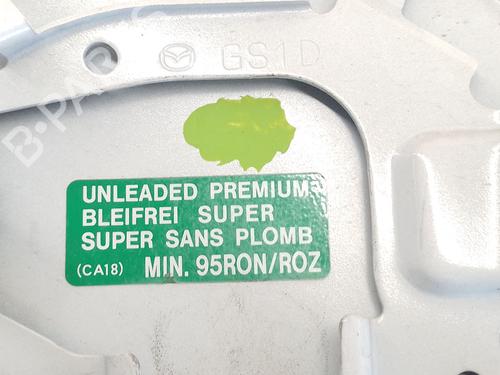 GS1D
UNLEADED PREMIUM
BLEIFREI SUPER
SUPER SANS PLOMB
(CA18) MIN. 95RON/ROZ
B-PARTS